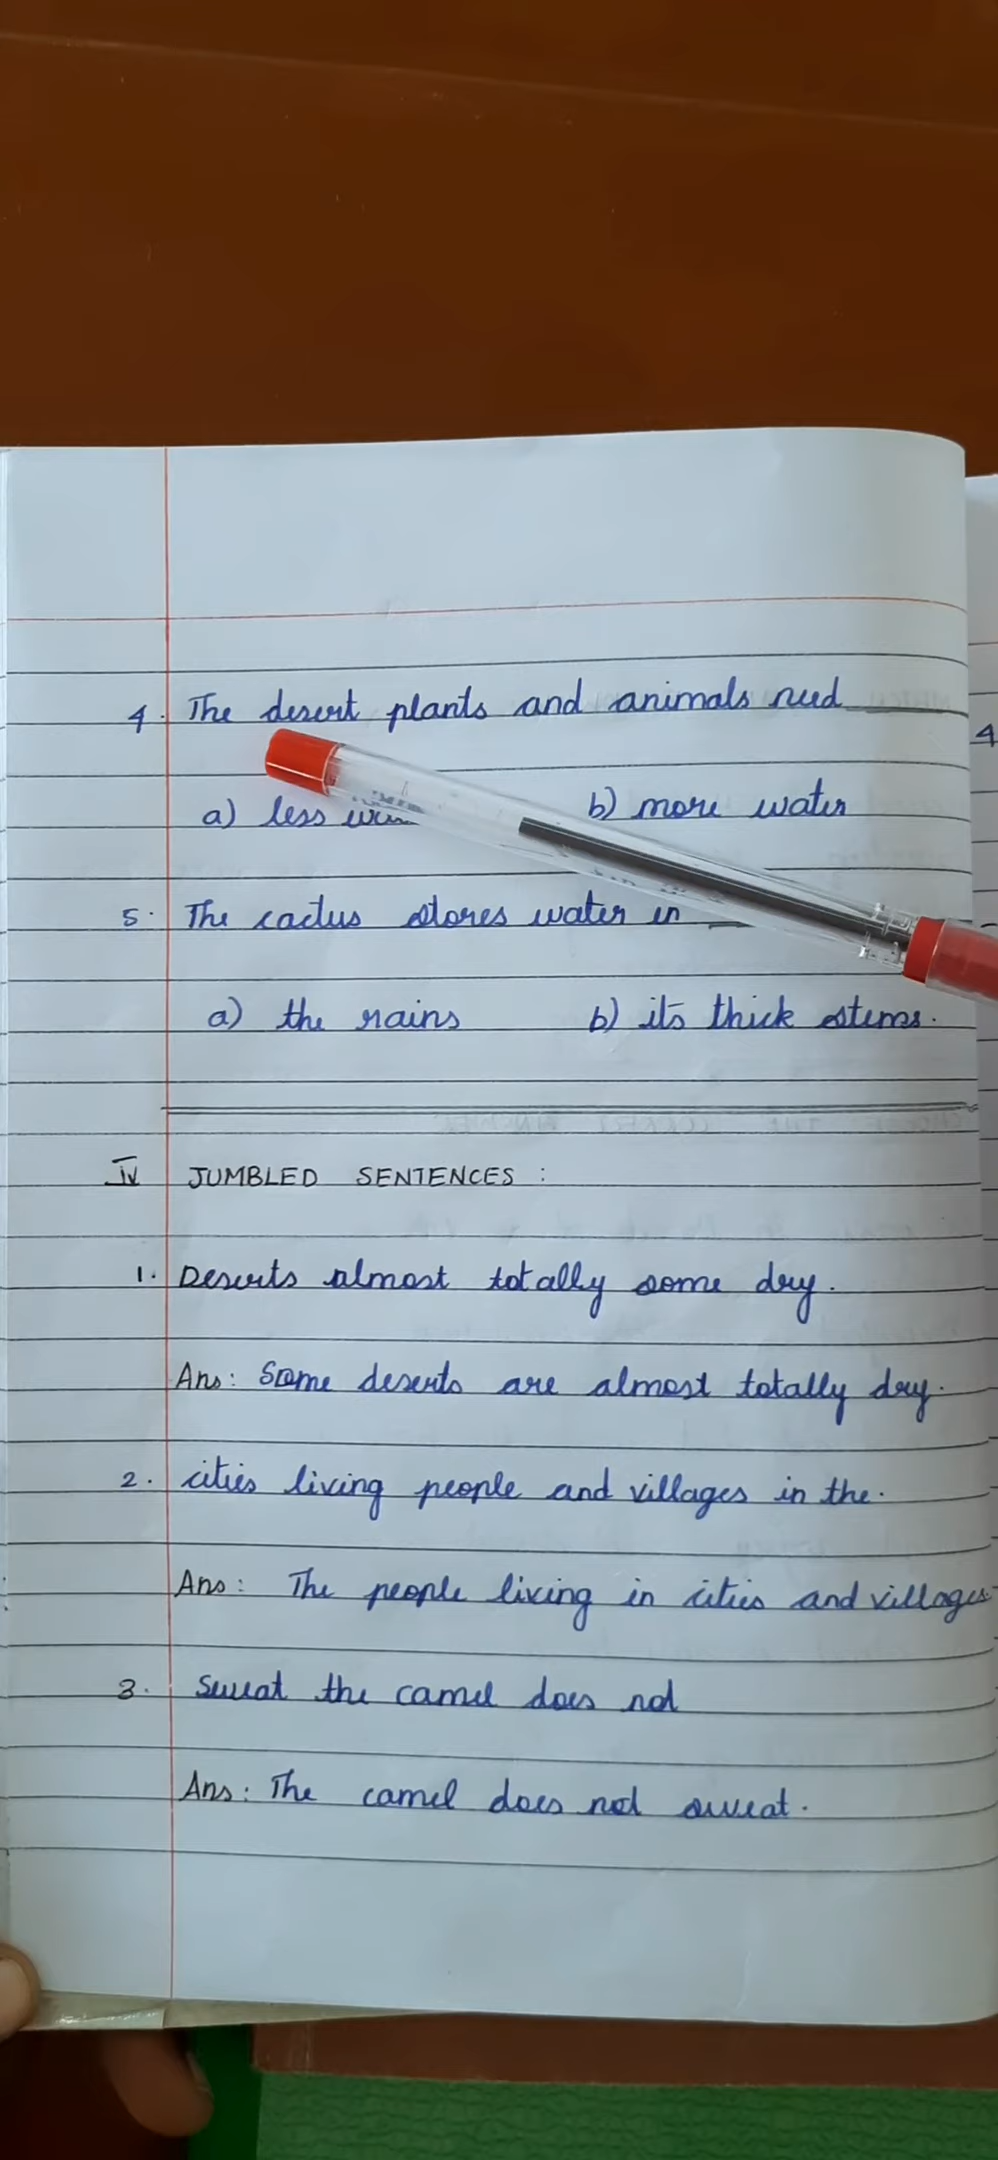 4. The desert plants and animals need
a) less
b) more water
5. The cactus stores water in
a) the rains
b) its thick stems.
IV JUMBLED SENTENCES :
1. Deserts almost totally some dry.
Ans: Some deserts are almost totally dry.
2. cities living people and villages in the.
Ans: The people living in cities and villages
3. Sweat the camel does not
Ans: The camel does not sweat.
4